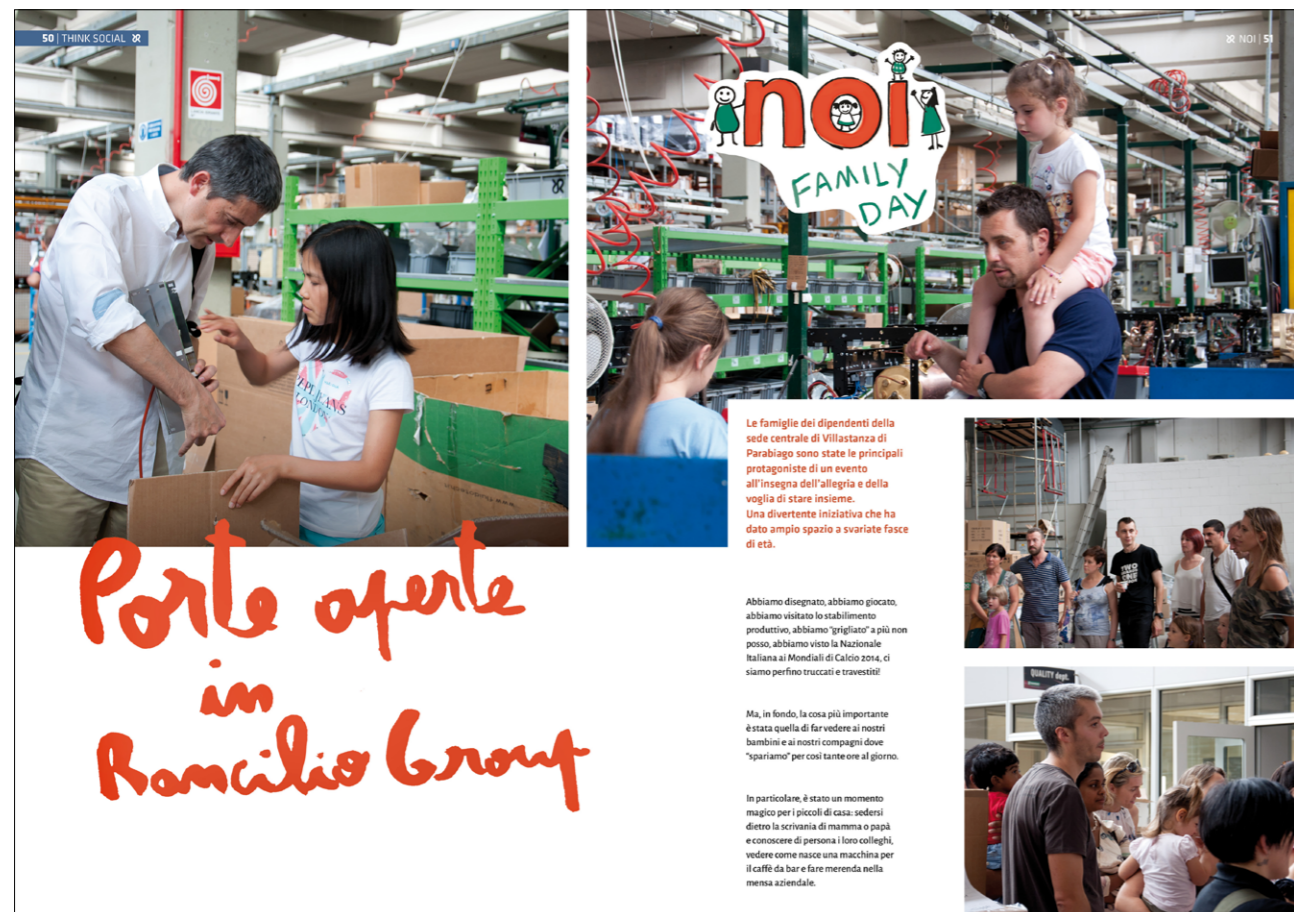 50 | THINK SOCIAL
NOI | 51
noi
FAMILY
DAY
LONDON
Porte aperte
in
Rancilio Group
Le famiglie dei dipendenti della
sede centrale di Villastanza di
Parabiago sono state le principali
protagoniste di un evento
all'insegna dell'allegria e della
voglia di stare insieme.
Una divertente iniziativa che ha
dato ampio spazio a svariate fasce
di età.
Abbiamo disegnato, abbiamo giocato,
abbiamo visitato lo stabilimento
produttivo, abbiamo "grigliato" a più non
posso, abbiamo visto la Nazionale
Italiana ai Mondiali di Calcio 2014, ci
siamo perfino truccati e travestiti!
Ma, in fondo, la cosa più importante
è stata quella di far vedere ai nostri
bambini e ai nostri compagni dove
"spariamo" per così tante ore al giorno.
In particolare, è stato un momento
magico per i piccoli di casa: sedersi
dietro la scrivania di mamma o papà
e conoscere di persona i loro colleghi,
vedere come nasce una macchina per
il caffè da bar e fare merenda nella
mensa aziendale.
TWO
QUALITY dept.